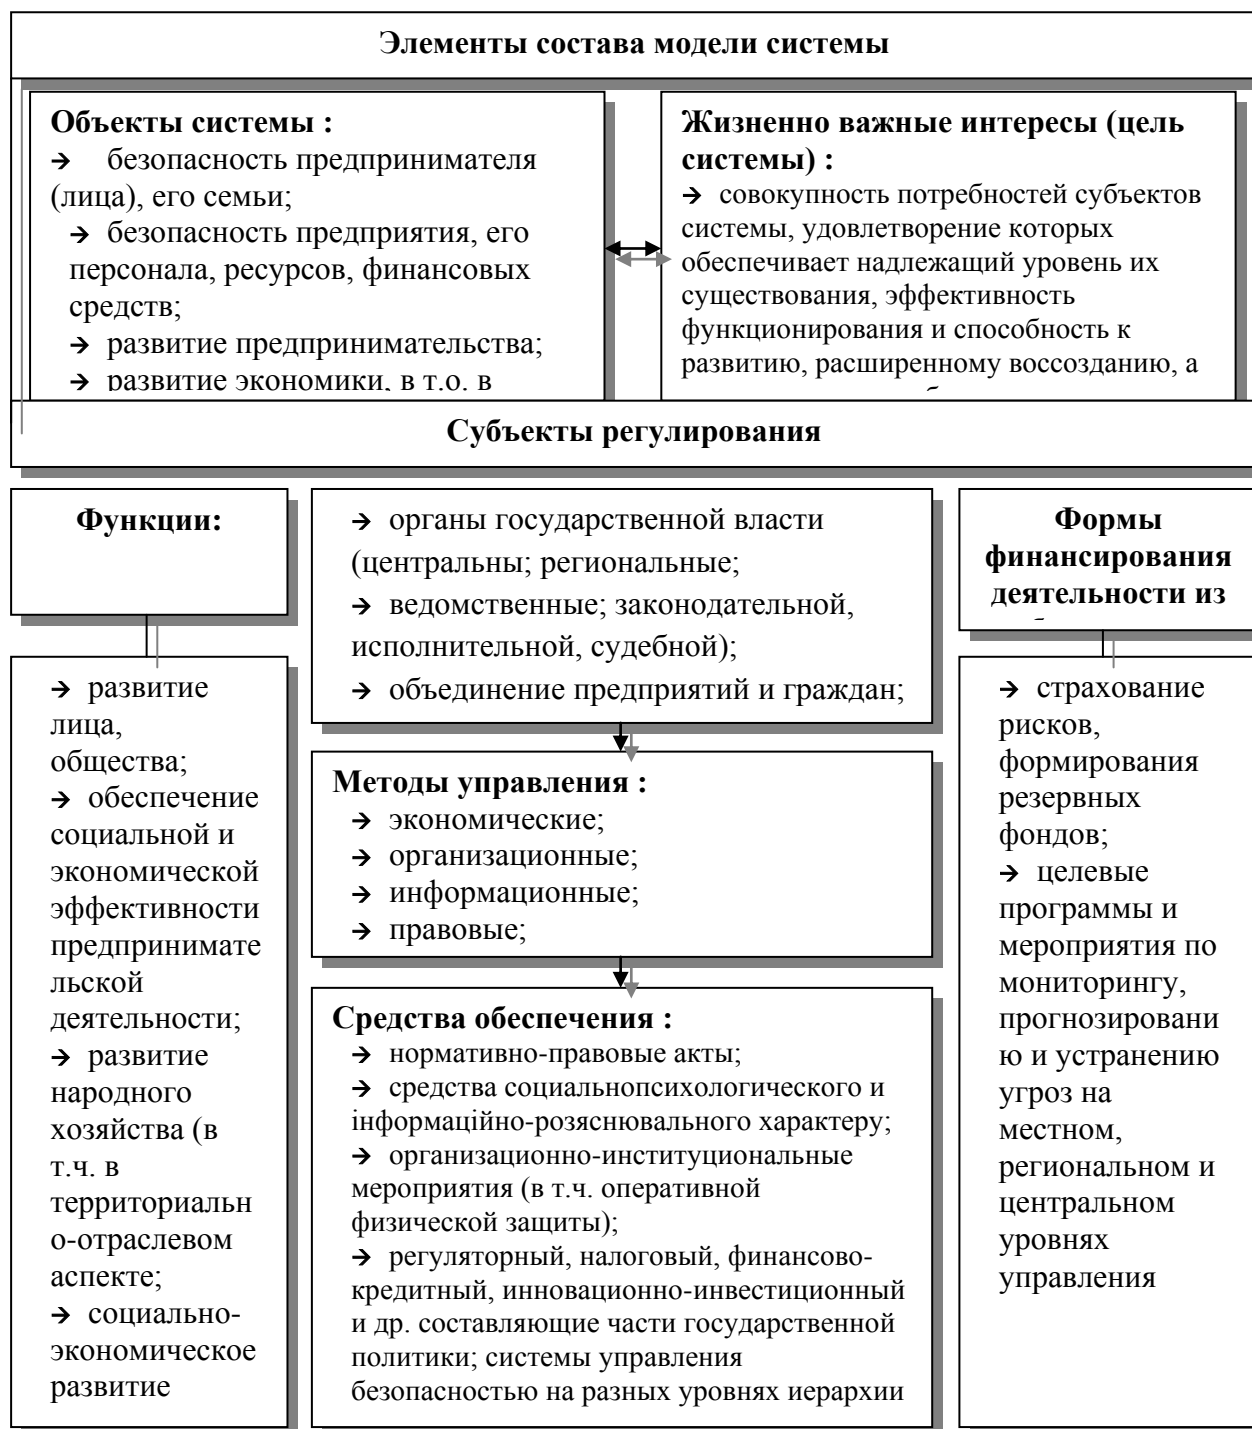 Элементы состава модели системы
Объекты системы :
→ безопасность предпринимателя
(лица), его семьи;
→ безопасность предприятия, его
персонала, ресурсов, финансовых
средств;
→ развитие предпринимательства;
→ развитие экономики, в т.о. в
Жизненно важные интересы (цель
системы) :
→ совокупность потребностей субъектов
системы, удовлетворение которых
обеспечивает надлежащий уровень их
существования, эффективность
функционирования и способность к
развитию, расширенному воссозданию, а
Субъекты регулирования
Функции:
→ развитие
лица,
общества;
→ обеспечение
социальной и
экономической
эффективности
предпринимате
льской
деятельности;
→ развитие
народного
хозяйства (в
т.ч. в
территориальн
о-отраслевом
аспекте;
→ социально-
экономическое
развитие
→ органы государственной власти
(центральны; региональные;
→ ведомственные; законодательной,
исполнительной, судебной);
→ объединение предприятий и граждан;
Методы управления :
→ экономические;
→ организационные;
→ информационные;
→ правовые;
Средства обеспечения :
→ нормативно-правовые акты;
→ средства социальнопсихологического и
інформаційно-розяснювального характеру;
→ организационно-институциональные
мероприятия (в т.ч. оперативной
физической защиты);
→ регуляторный, налоговый, финансово-
кредитный, инновационно-инвестиционный
и др. составляющие части государственной
политики; системы управления
безопасностью на разных уровнях иерархии
Формы
финансирования
деятельности из
→ страхование
рисков,
формирования
резервных
фондов;
→ целевые
программы и
мероприятия по
мониторингу,
прогнозировани
ю и устранению
угроз на
местном,
региональном и
центральном
уровнях
управления